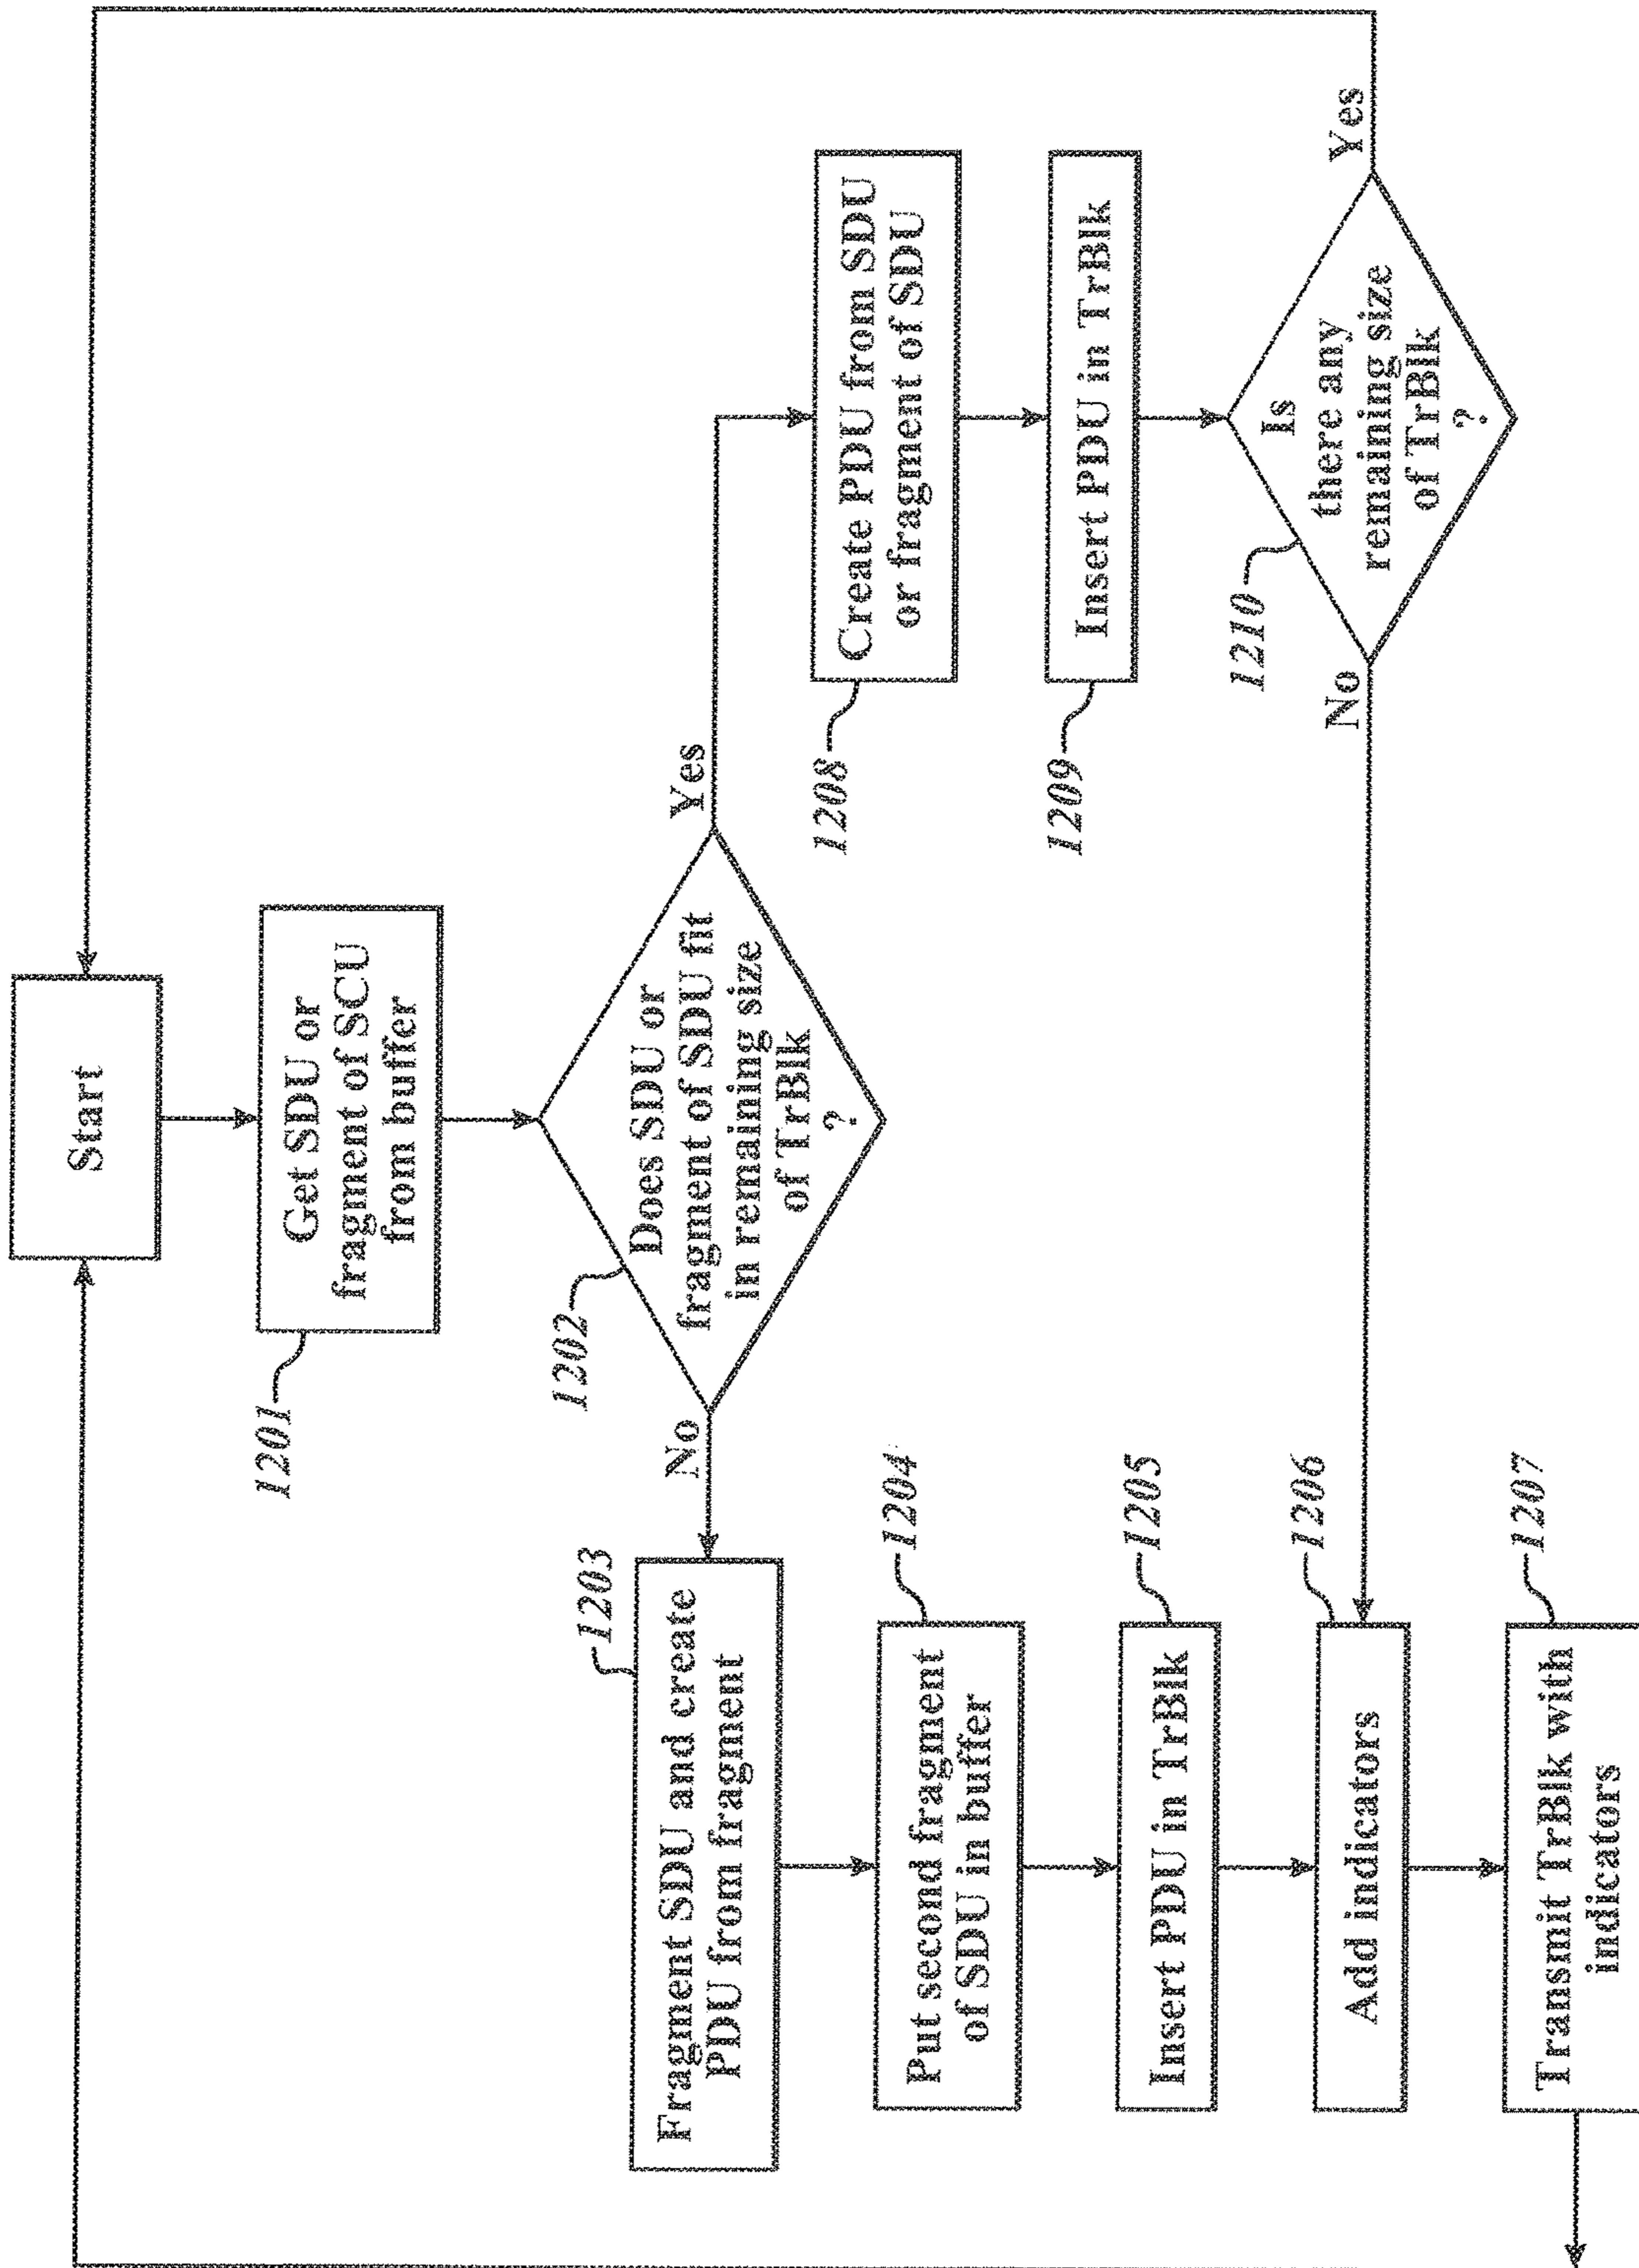 Start
Get SDU or
fragment of SCU
from buffer
1201
Does SDU or
fragment of SDU fit
in remaining size
of TrBlk
?
1202
No
Yes
Fragment SDU and create
PDU from fragment
1203
Put second fragment
of SDU in buffer
1204
Insert PDU in TrBlk
1205
Add indicators
1206
Transmit TrBlk with
indicators
1207
Create PDU from SDU
or fragment of SDU
1208
Insert PDU in TrBlk
1209
Is
there any
remaining size
of TrBlk
?
1210
No
Yes